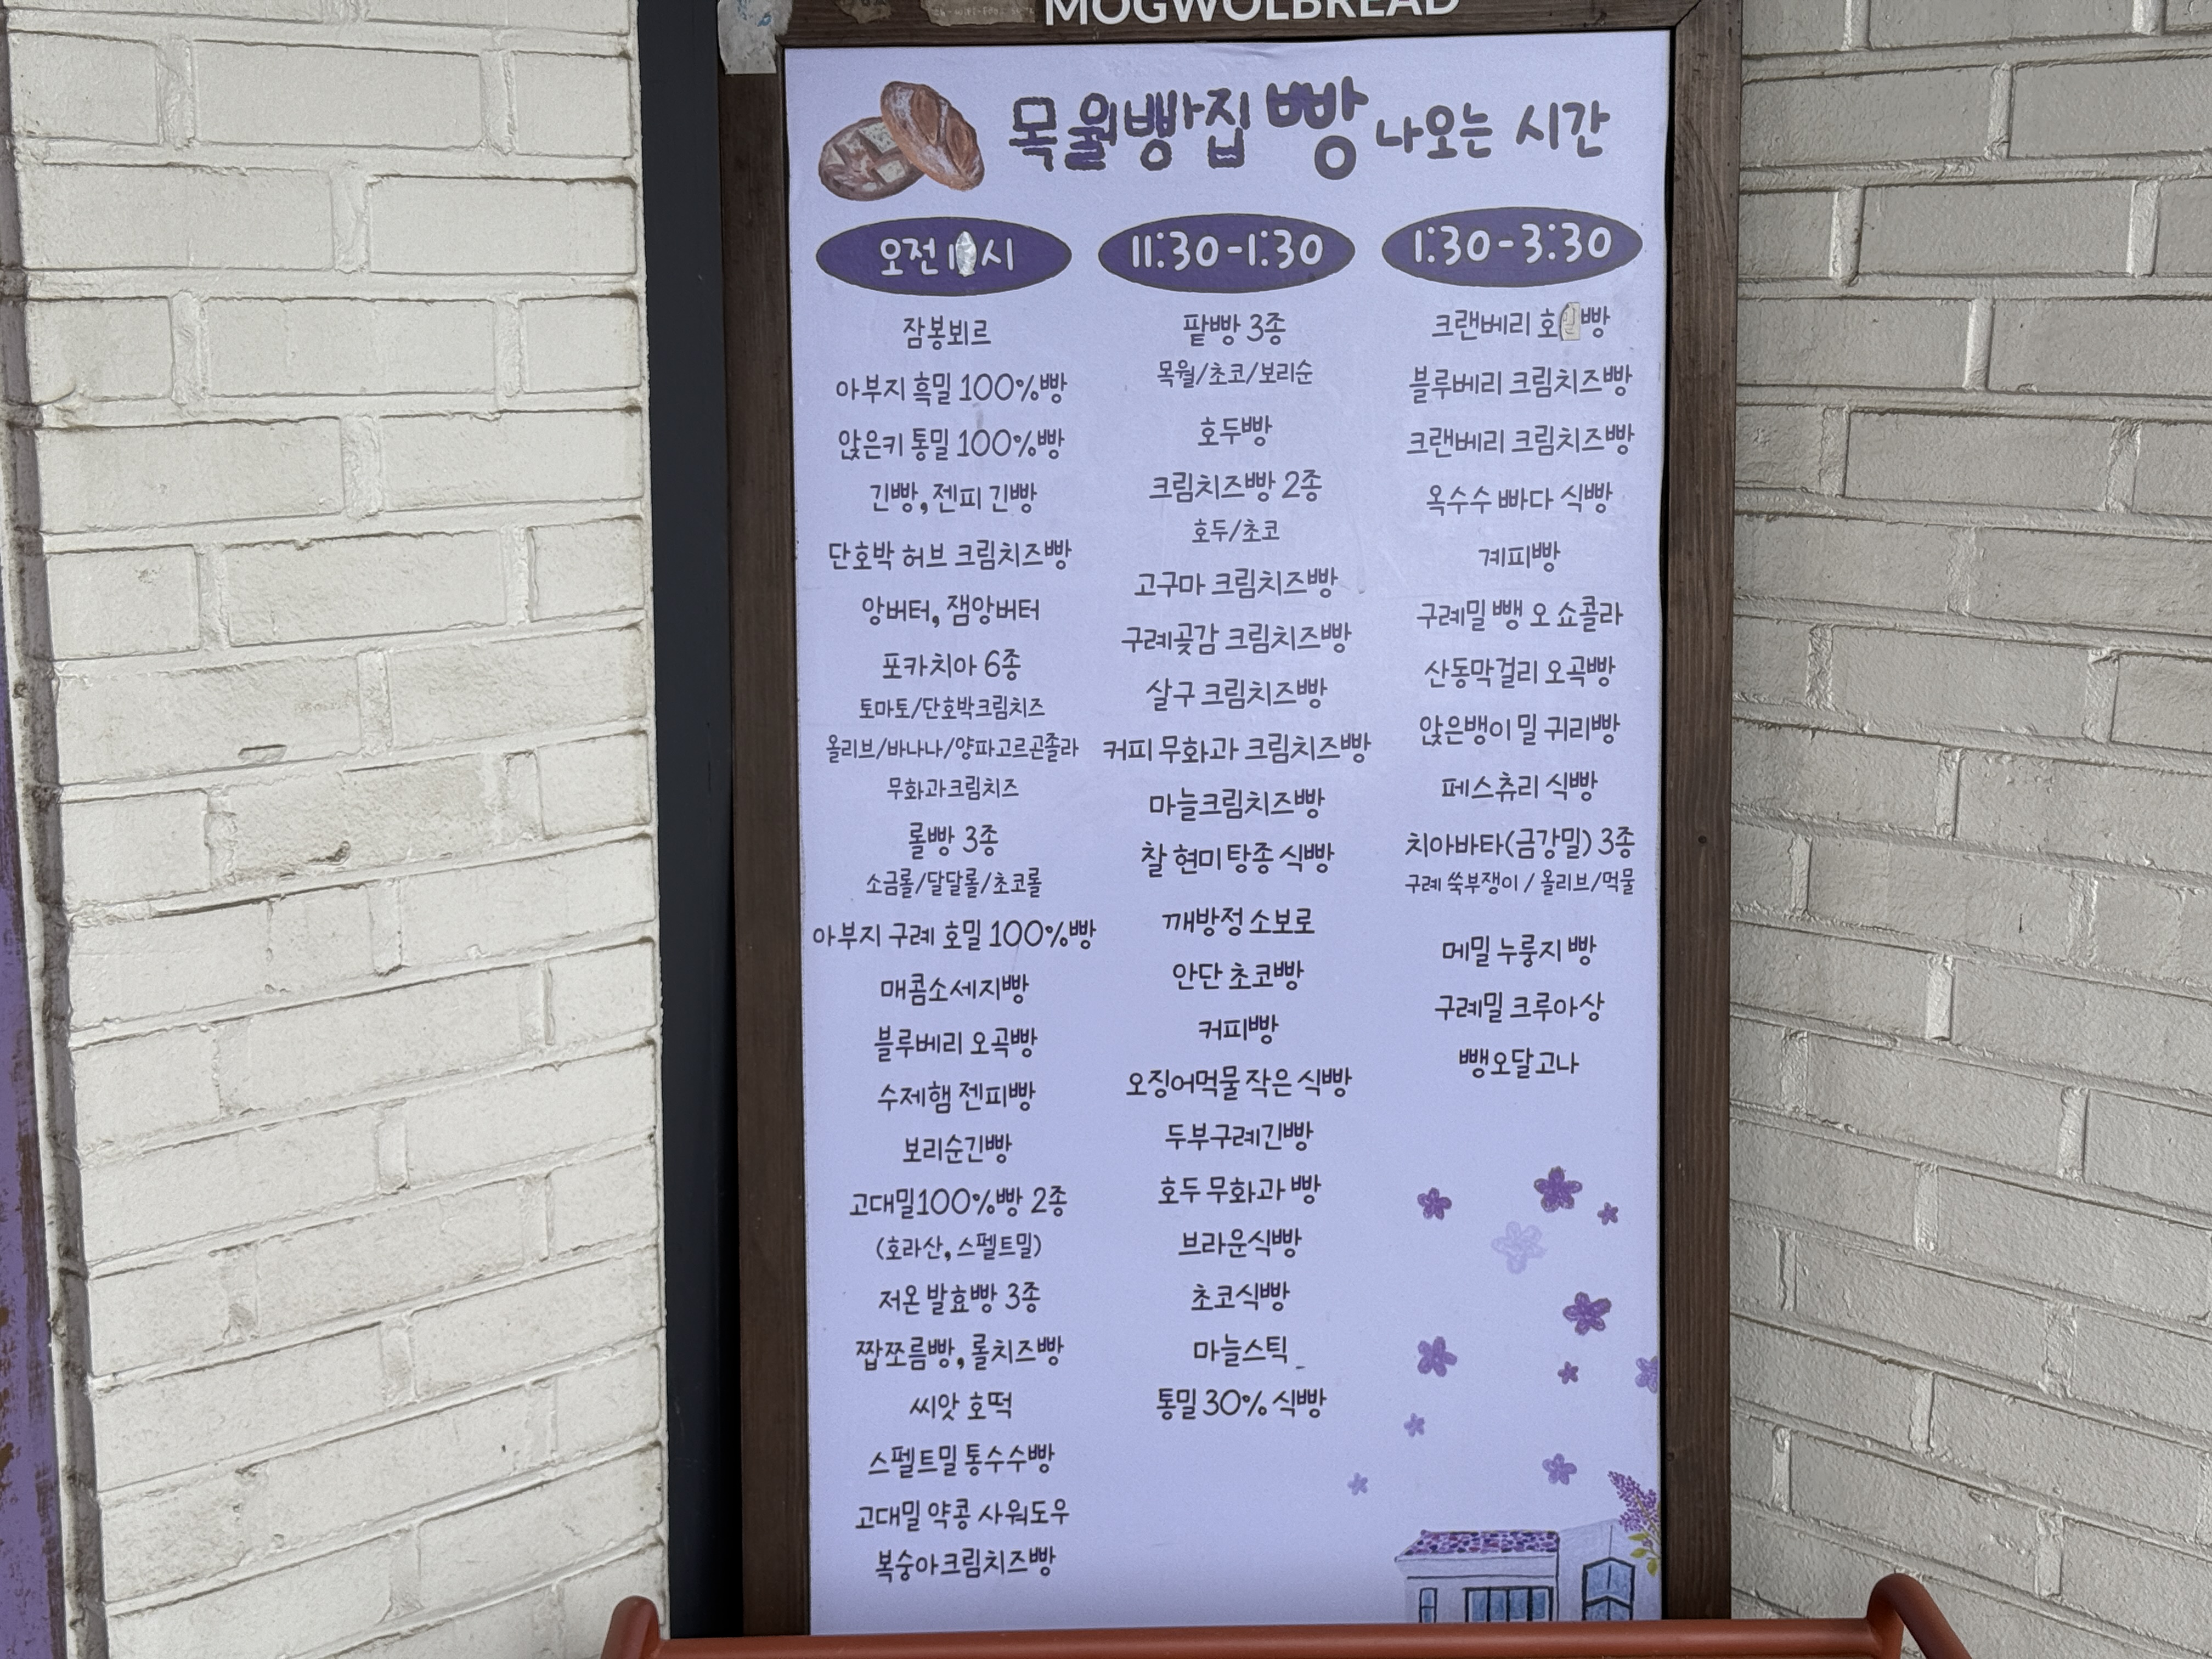 MOGWOLBREAD
목월빵집 빵 나오는 시간
오전 시
잠봉뵈르
아부지 흑밀 100%빵
앉은키 통밀 100%빵
긴빵, 젠피 긴빵
단호박 허브 크림치즈빵
앙버터, 잼앙버터
포카치아 6종
토마토/단호박크림치즈
올리브/바나나/양파고르곤졸라
무화과크림치즈
롤빵 3종
소금롤/달달롤/초코롤
아부지 구례 호밀 100%빵
매콤소세지빵
블루베리 오곡빵
수제햄 젠피빵
보리순긴빵
고대밀100%빵 2종
(호라산, 스펠트밀)
저온 발효빵 3종
짭쪼름빵, 롤치즈빵
씨앗 호떡
스펠트밀 통수수빵
고대밀 약콩 사워도우
복숭아크림치즈빵
11:30-1:30
팥빵 3종
목월/초코/보리순
호두빵
크림치즈빵 2종
호두/초코
고구마 크림치즈빵
구례곶감 크림치즈빵
살구 크림치즈빵
커피 무화과 크림치즈빵
마늘크림치즈빵
찰 현미 탕종 식빵
깨방정 소보로
안단 초코빵
커피빵
오징어먹물 작은 식빵
두부구례긴빵
호두 무화과 빵
브라운식빵
초코식빵
마늘스틱
통밀 30% 식빵
1:30-3:30
크랜베리 호밀빵
블루베리 크림치즈빵
크랜베리 크림치즈빵
옥수수 빠다 식빵
계피빵
구례밀 뺑 오 쇼콜라
산동막걸리 오곡빵
앉은뱅이 밀 귀리빵
페스츄리 식빵
치아바타(금강밀) 3종
구례 쑥부쟁이 / 올리브/먹물
메밀 누룽지 빵
구례밀 크루아상
뺑오달고나